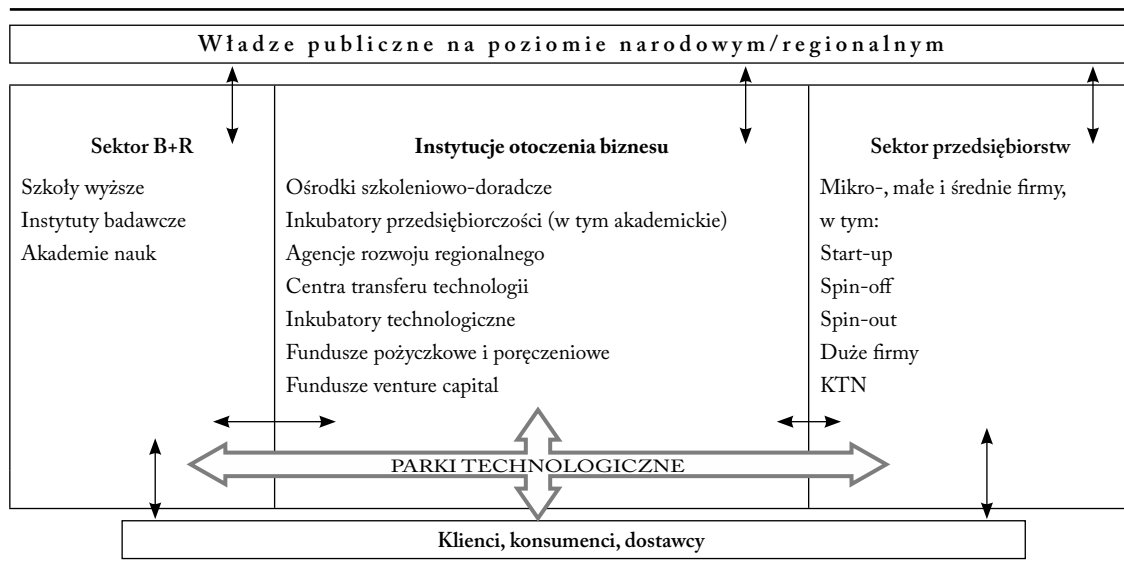 Władze publiczne na poziomie narodowym/regionalnym
Sektor B+R
Szkoły wyższe
Instytuty badawcze
Akademie nauk
Instytucje otoczenia biznesu
Ośrodki szkoleniowo-doradcze
Inkubatory przedsiębiorczości (w tym akademickie)
Agencje rozwoju regionalnego
Centra transferu technologii
Inkubatory technologiczne
Fundusze pożyczkowe i poręczeniowe
Fundusze venture capital
Sektor przedsiębiorstw
Mikro-, małe i średnie firmy,
w tym:
Start-up
Spin-off
Spin-out
Duże firmy
KTN
PARKI TECHNOLOGICZNE
Klienci, konsumenci, dostawcy